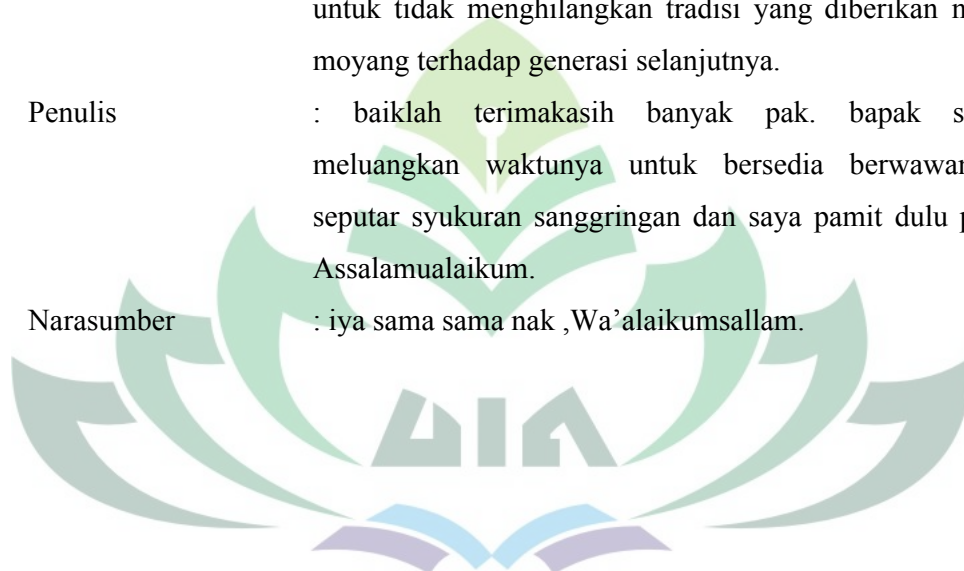 untuk tidak menghilangkan tradisi yang diberikan
moyang terhadap generasi selanjutnya.
Penulis : baiklah terimakasih banyak pak. bapak
meluangkan waktunya untuk bersedia
seputar syukuran sanggringan dan saya pamit dulu
Assalamualaikum.
Narasumber : iya sama sama nak ,Wa’alaikumsallam.
UIN